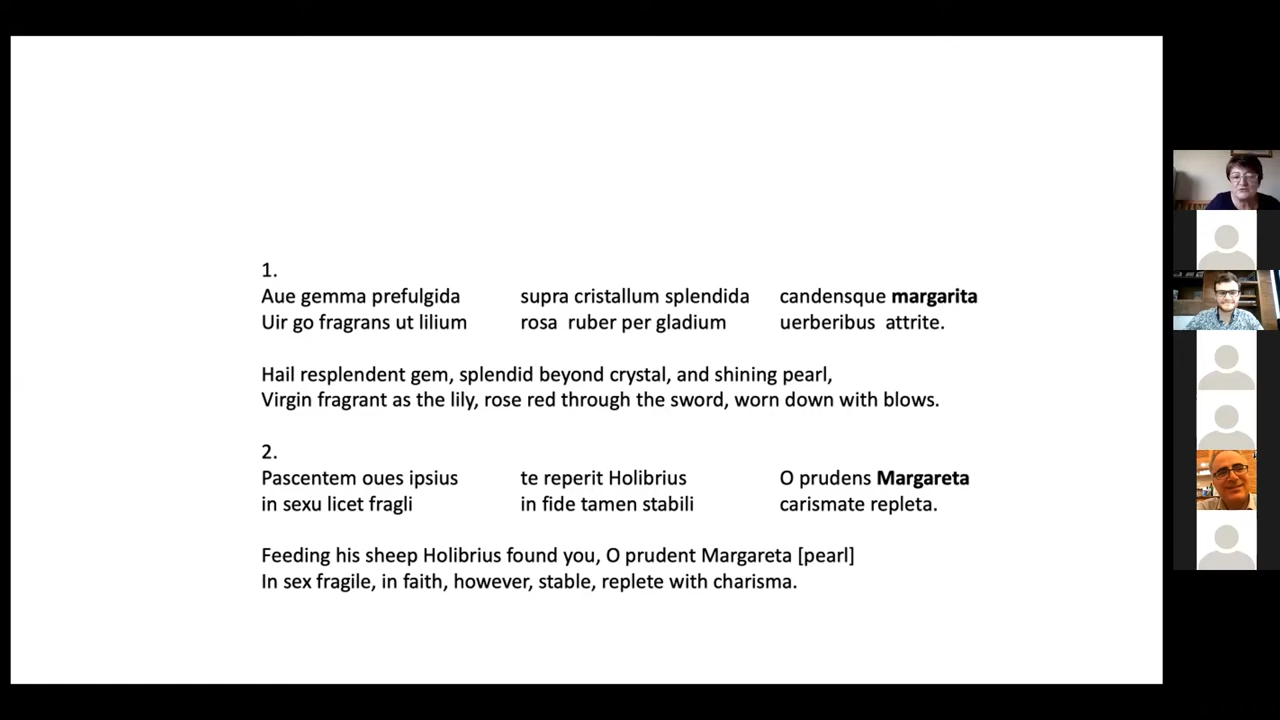 1.
Aue gemma prefulgida supra cristallum splendida candensque margarita
Uir go fragrans ut lilium rosa ruber per gladium uerberibus attrite.
Hail resplendent gem, splendid beyond crystal, and shining pearl,
Virgin fragrant as the lily, rose red through the sword, worn down with blows.
2.
Pascentem oues ipsius te reperit Holibrius O prudens Margareta
in sexu licet fragli in fide tamen stabili carismate repleta.
Feeding his sheep Holibrius found you, O prudent Margareta [pearl]
In sex fragile, in faith, however, stable, replete with charisma.